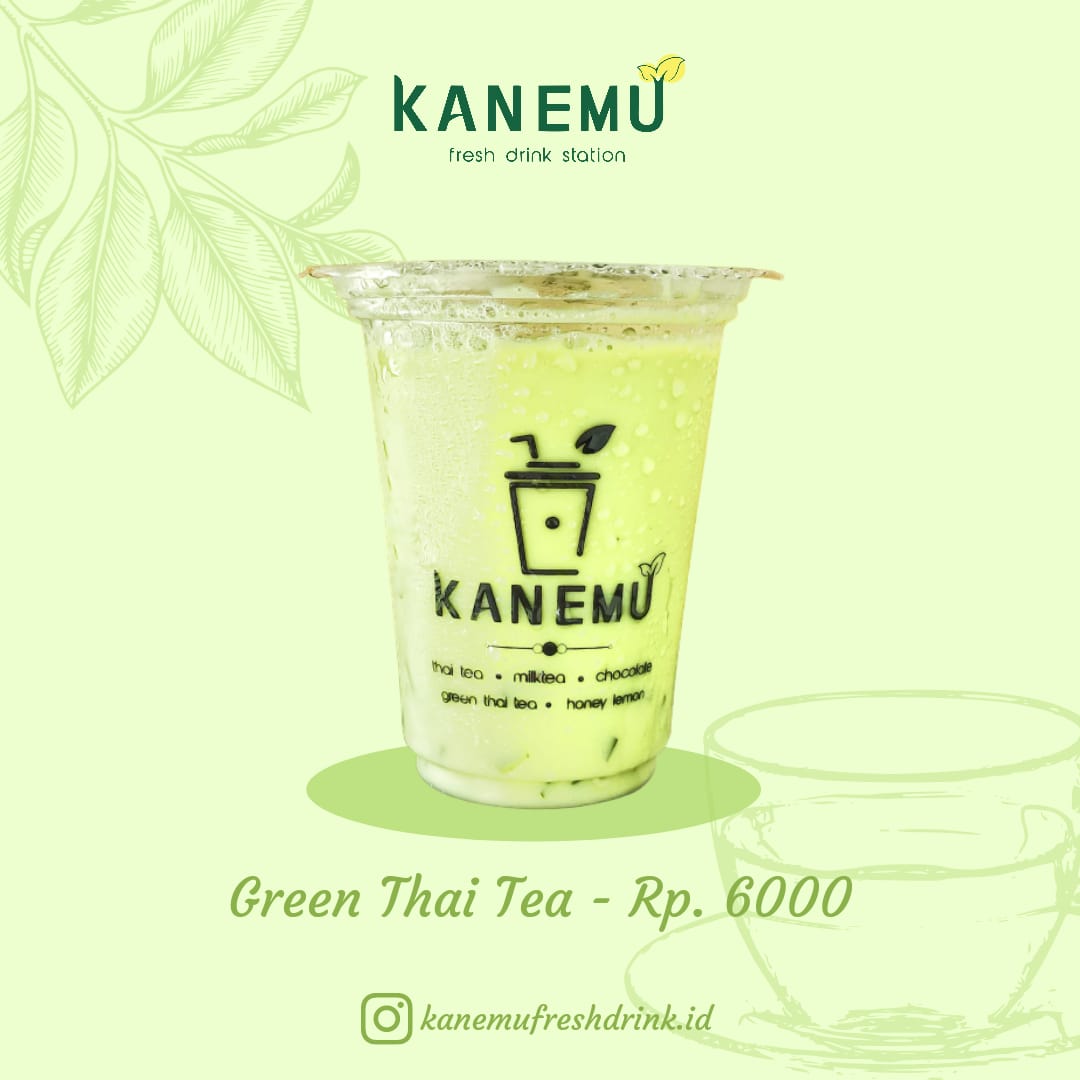 KANEMU
fresh drink station
KANEMU
thai tea • milktea • chocolate
green thai tea • honey lemon
Green Thai Tea - Rp. 6000
kanemufreshdrink.id